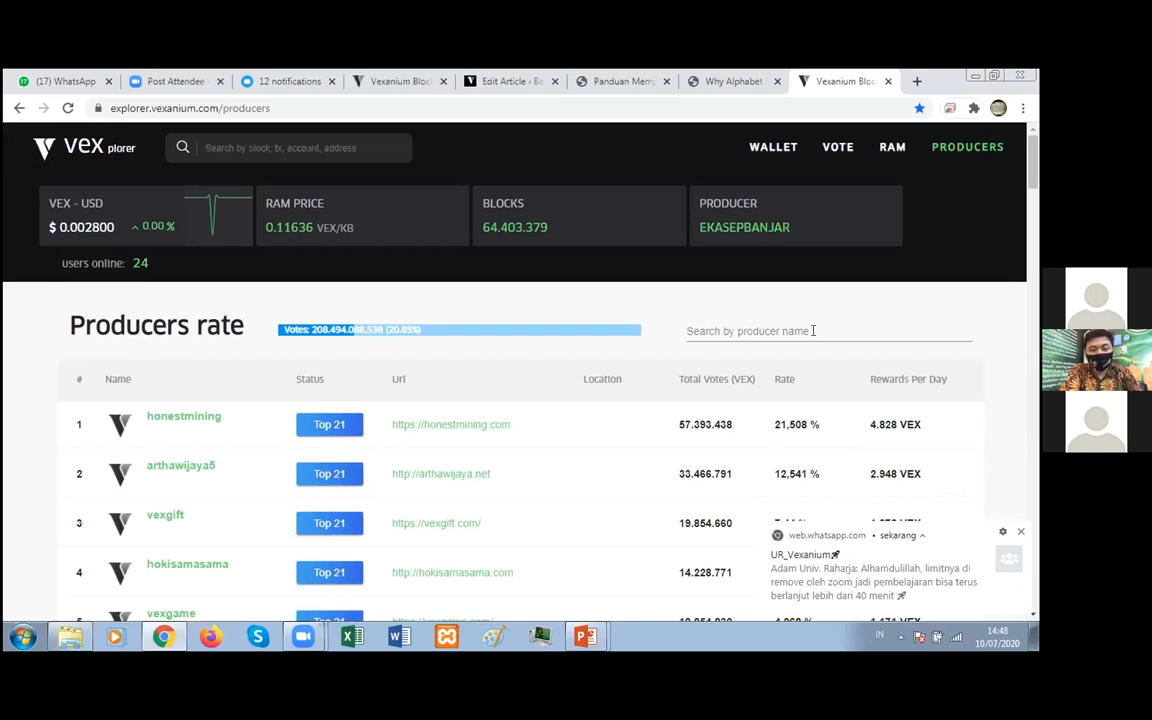 (17) WhatsApp
Post Attendee -
12 notifications
Vexanium Bloc
Edit Article ‹ Be
Panduan Memp
Why Alphabet
Vexanium Bloc
explorer.vexanium.com/producers
vex plorer
Search by block, tx, account, address
WALLET VOTE RAM PRODUCERS
VEX - USD
$ 0.002800 0.00 %
RAM PRICE
0.11636 VEX/KB
BLOCKS
64.403.379
PRODUCER
EKASEPBANJAR
users online: 24
Producers rate
Votes: 208.494.088,538 (20.85%)
Search by producer name
# Name Status Url Location Total Votes (VEX) Rate Rewards Per Day
1 honestmining Top 21 https://honestmining.com 57.393.438 21,508 % 4.828 VEX
2 arthawijaya5 Top 21 http://arthawijaya.net 33.466.791 12,541 % 2.948 VEX
3 vexgift Top 21 https://vexgift.com/ 19.854.660
4 hokisamasama Top 21 http://hokisamasama.com 14.228.771
vexgame
web.whatsapp.com • sekarang
UR_Vexanium🚀
Adam Univ. Raharja: Alhamdulillah, limitnya di
remove oleh zoom jadi pembelajaran bisa terus
berlanjut lebih dari 40 menit 🚀
IN
14:48
10/07/2020